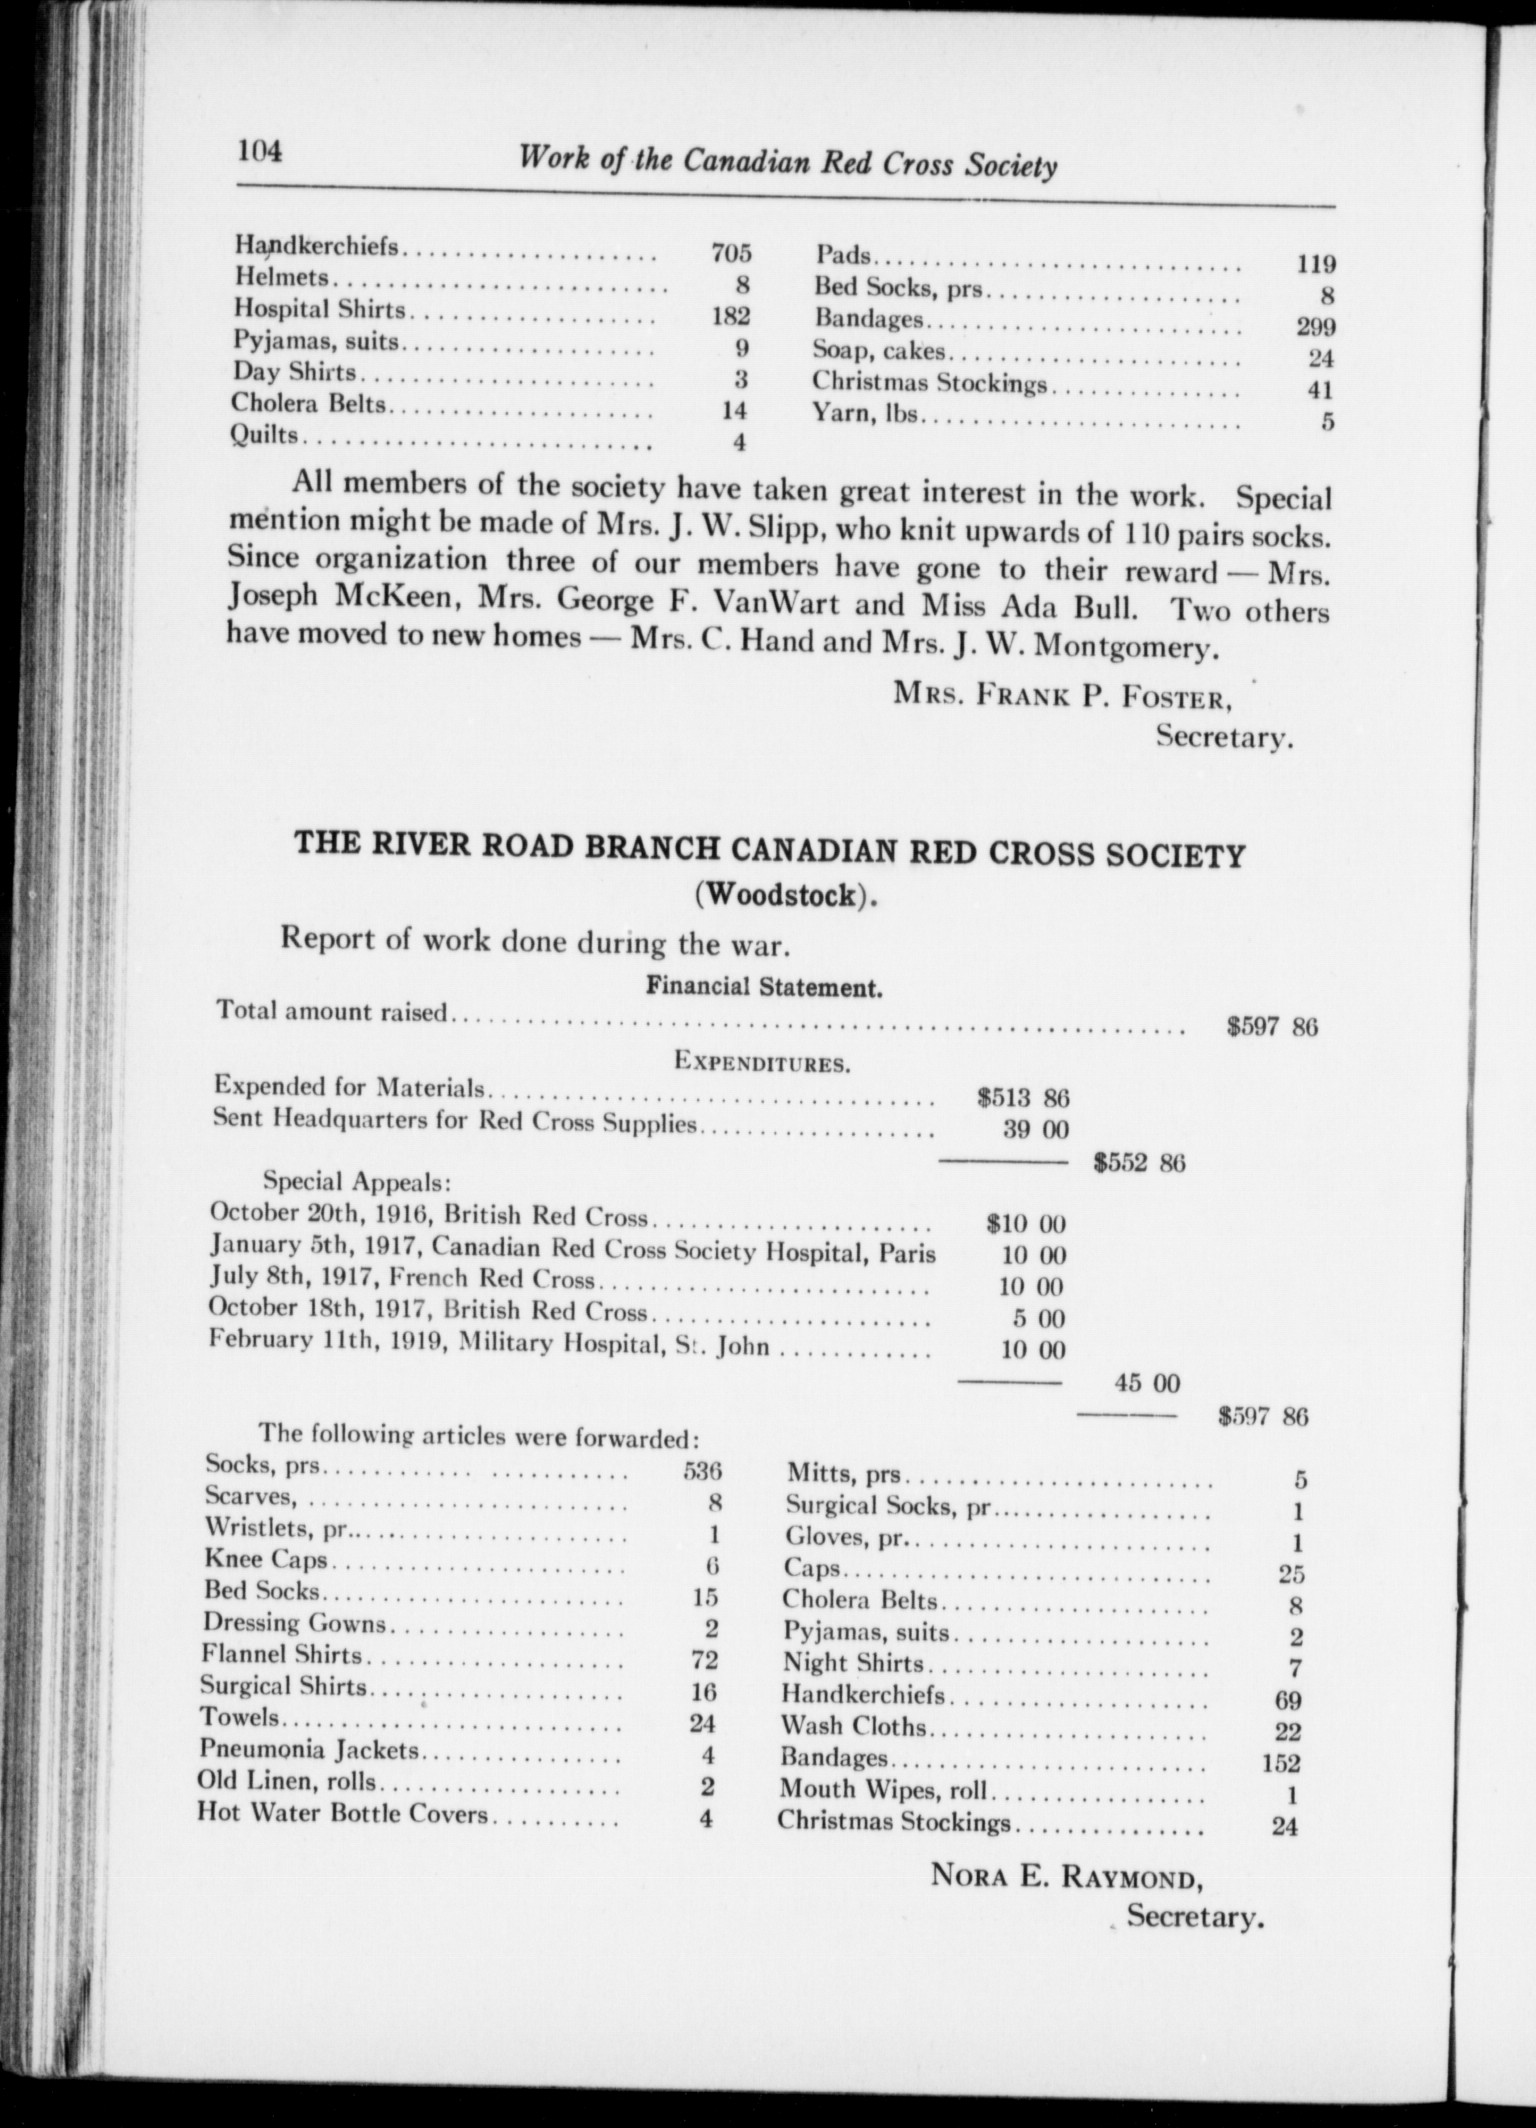 104
Work of the Canadian Red Cross Society
Handkerchiefs.................... 705
Helmets.......................... 8
Hospital Shirts................... 182
Pyjamas, suits.................... 9
Day Shirts....................... 3
Cholera Belts..................... 14
Quilts............................ 4
Pads.............................. 119
Bed Socks, prs.................... 8
Bandages......................... 299
Soap, cakes....................... 24
Christmas Stockings............... 41
Yarn, lbs......................... 5
All members of the society have taken great interest in the work. Special
mention might be made of Mrs. J. W. Slipp, who knit upwards of 110 pairs socks.
Since organization three of our members have gone to their reward — Mrs.
Joseph McKeen, Mrs. George F. VanWart and Miss Ada Bull. Two others
have moved to new homes — Mrs. C. Hand and Mrs. J. W. Montgomery.
MRS. FRANK P. FOSTER,
Secretary.
THE RIVER ROAD BRANCH CANADIAN RED CROSS SOCIETY
(Woodstock).
Report of work done during the war.
Financial Statement.
Total amount raised.......................................................... $597 86
EXPENDITURES.
Expended for Materials................................... $513 86
Sent Headquarters for Red Cross Supplies................... 39 00
$552 86
Special Appeals:
October 20th, 1916, British Red Cross...................... $10 00
January 5th, 1917, Canadian Red Cross Society Hospital, Paris 10 00
July 8th, 1917, French Red Cross.......................... 10 00
October 18th, 1917, British Red Cross...................... 5 00
February 11th, 1919, Military Hospital, St. John ............ 10 00
45 00
$597 86
The following articles were forwarded:
Socks, prs............ ........... 536
Scarves, ......................... 8
Wristlets, pr...................... 1
Knee Caps....................... 6
Bed Socks........................ 15
Dressing Gowns.................. 2
Flannel Shirts.................... 72
Surgical Shirts.................... 16
Towels........................... 24
Pneumonia Jackets................ 4
Old Linen, rolls................... 2
Hot Water Bottle Covers.......... 4
Mitts, prs........................ 5
Surgical Socks, pr................. 1
Gloves, pr........................ 1
Caps............................. 25
Cholera Belts..................... 8
Pyjamas, suits.................... 2
Night Shirts...................... 7
Handkerchiefs.................... 69
Wash Cloths...................... 22
Bandages......................... 152
Mouth Wipes, roll................. 1
Christmas Stockings............... 24
NORA E. RAYMOND,
Secretary.